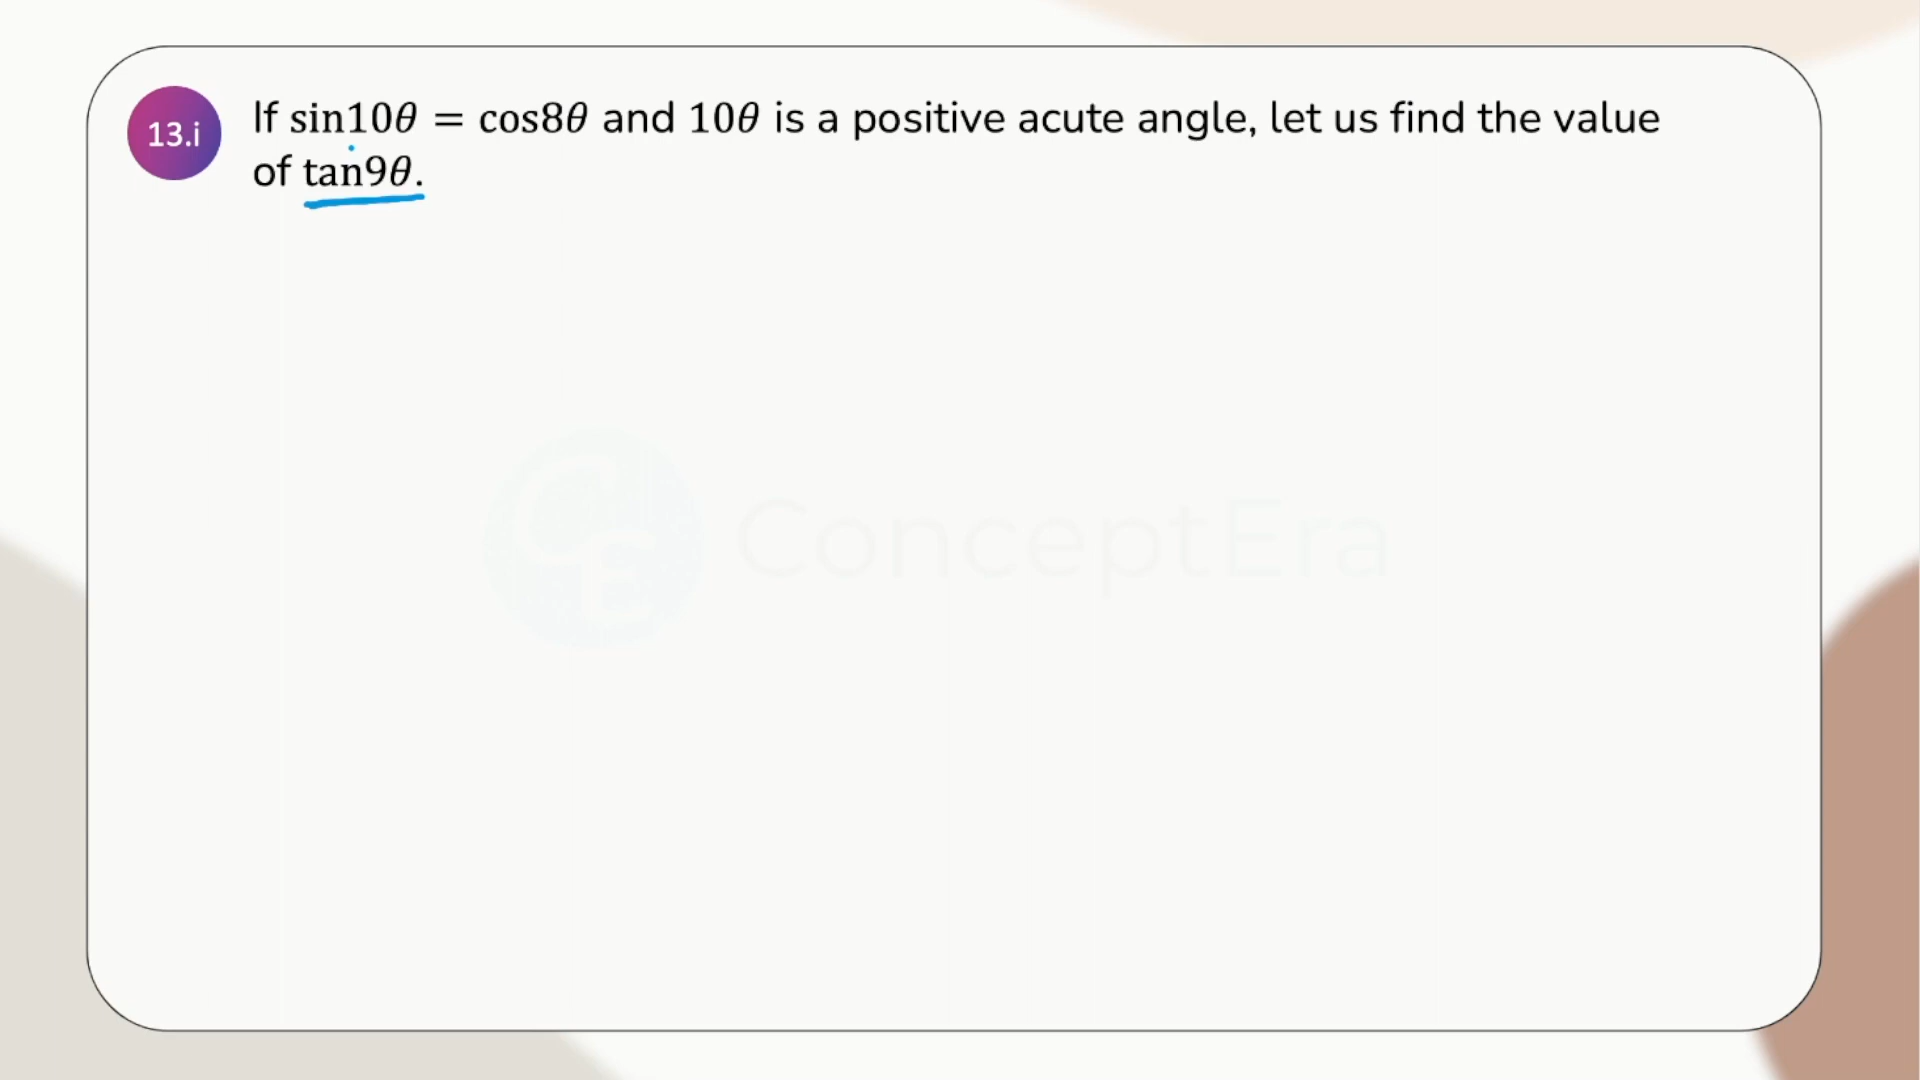 13.i
If sin10θ = cos8θ and 10θ is a positive acute angle, let us find the value
of tan9θ.
ConceptEra